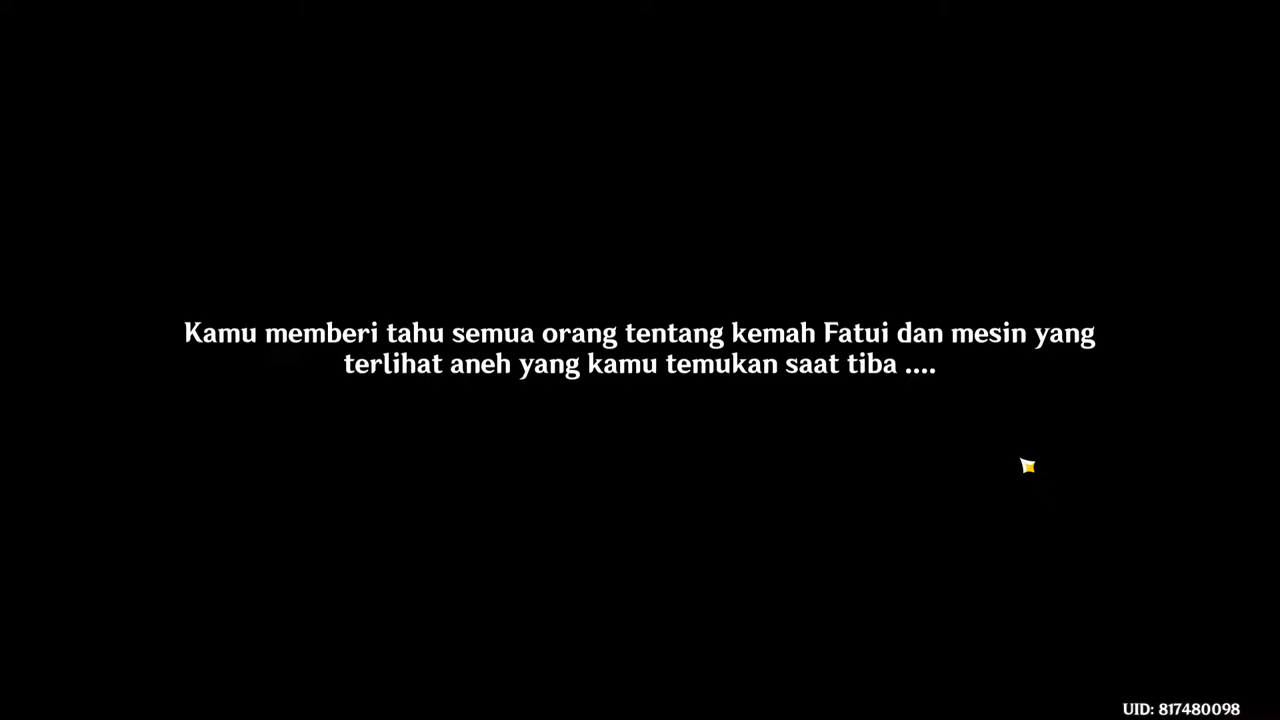 Kamu memberi tahu semua orang tentang kemah Fatui dan mesin yang
terlihat aneh yang kamu temukan saat tiba ....
UID: 817480098